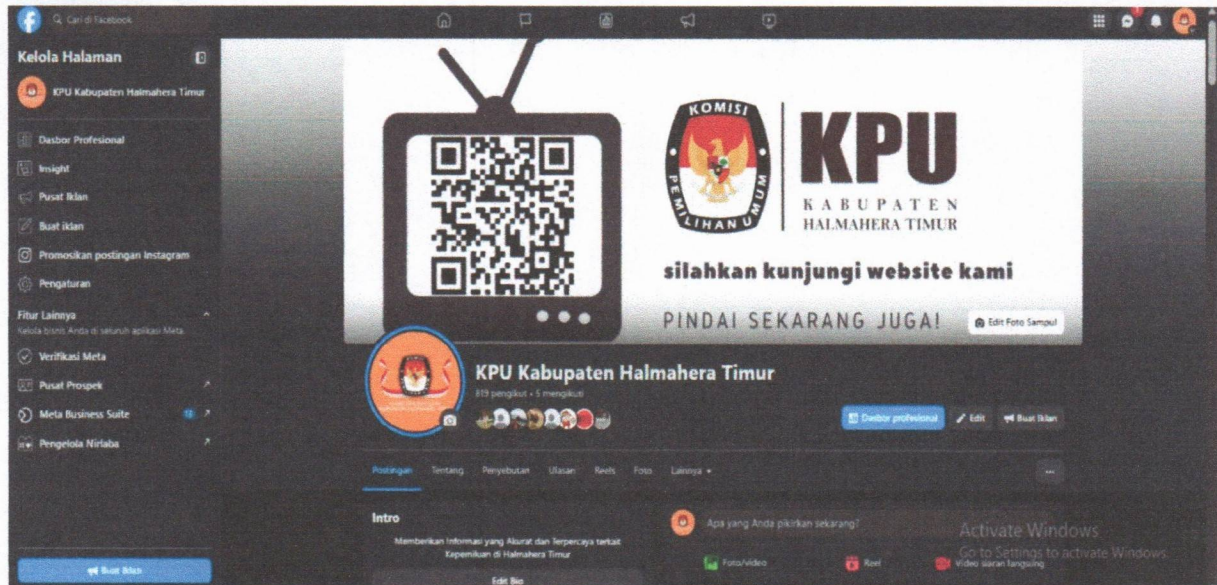 Cari di Facebook
Kelola Halaman
KPU Kabupaten Halmahera Timur
Dasbor Profesional
Insight
Pusat Iklan
Buat iklan
Promosikan postingan Instagram
Pengaturan
Fitur Lainnya
Kelola bisnis Anda di seluruh aplikasi Meta
Verifikasi Meta
Pusat Prospek
Meta Business Suite
Pengelola Nirlaba
Buat Iklan
KOMISI
PEMILIHAN UMUM
KPU
KABUPATEN
HALMAHERA TIMUR
silahkan kunjungi website kami
PINDAI SEKARANG JUGA!
Edit Foto Sampul
KPU Kabupaten Halmahera Timur
819 pengikut • 5 mengikuti
Dasbor profesional
Edit
Buat Iklan
Postingan Tentang Penyebutan Ulasan Reels Foto Lainnya
Intro
Memberikan Informasi yang Akurat dan Terpercaya terkait
Kepemikuan di Halmahera Timur
Edit Bio
Apa yang Anda pikirkan sekarang?
Foto/video
Reel
Video siaran langsung
Activate Windows
Go to Settings to activate Windows.